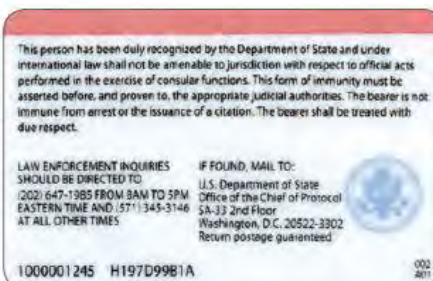 This person has been duly recognized by the Department of State and under
international law shall not be amenable to jurisdiction with respect to official acts
performed in the exercise of consular functions. This form of immunity must be
asserted before, and proven to, the appropriate judicial authorities. The bearer is not
immune from arrest or the issuance of a citation. The bearer shall be treated with
due respect.
LAW ENFORCEMENT INQUIRIES
SHOULD BE DIRECTED TO
(202) 647-1985 FROM 8AM TO 5PM
EASTERN TIME AND (571) 345-3146
AT ALL OTHER TIMES
IF FOUND, MAIL TO:
U.S. Department of State
Office of the Chief of Protocol
SA-33 2nd Floor
Washington, D.C. 20522-3302
Return postage guaranteed
1000001245 H197D99B1A
002